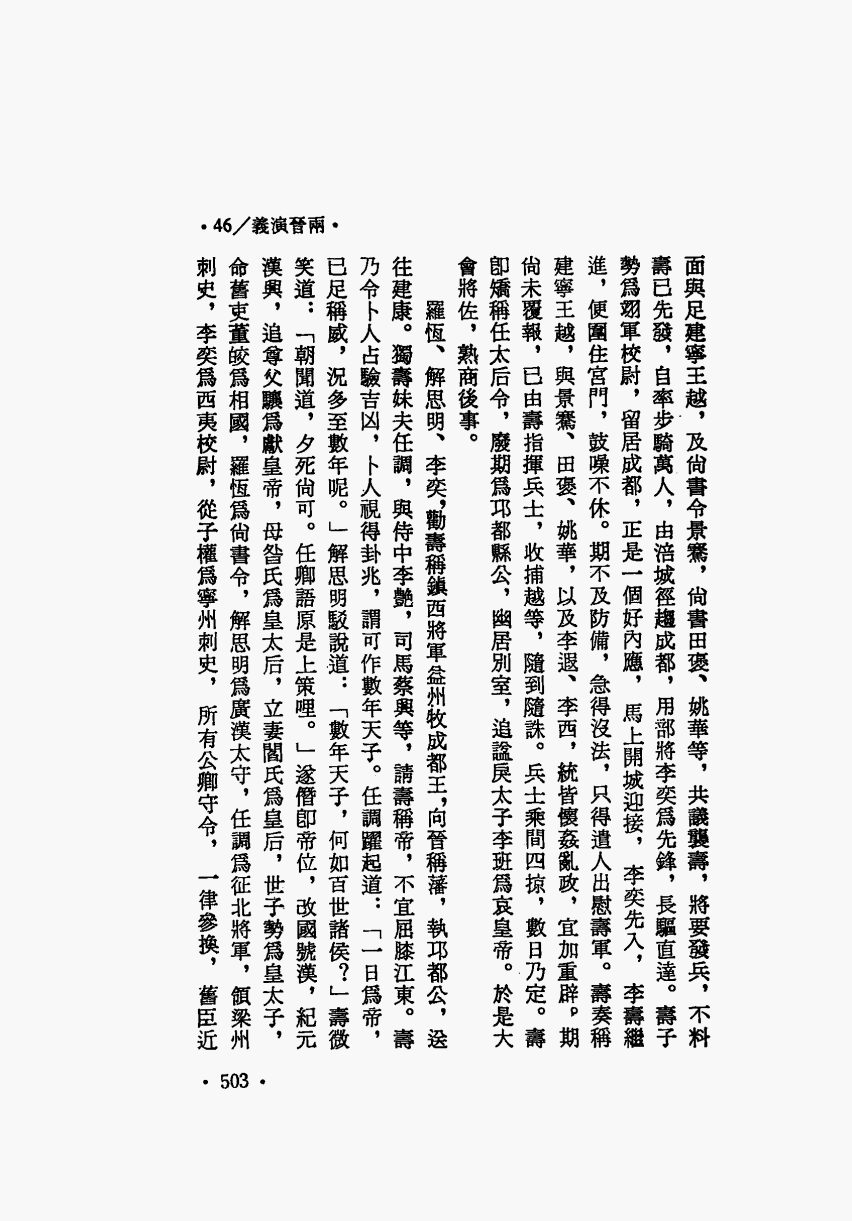 ·46／義演晉兩·
面與足建寧王越，及尙書令景騫，尙書田褒、姚華等，共議襲壽，將要發兵，不料
壽已先發，自率步騎萬人，由涪城徑趨成都，用部將李奕爲先鋒，長驅直達。壽子
勢爲翊軍校尉，留居成都，正是一個好內應，馬上開城迎接，李奕先入，李壽繼
進，便圍住宮門，鼓噪不休。期不及防備，急得沒法，只得遣人出慰壽軍。壽奏稱
建寧王越，與景騫、田褒、姚華，以及李遐、李西，統皆懷姦亂政，宜加重辟。期
尙未覆報，已由壽指揮兵士，收捕越等，隨到隨誅。兵士乘間四掠，數日乃定。壽
卽矯稱任太后令，廢期爲邛都縣公，幽居別室，追諡戾太子李班爲哀皇帝。於是大
會將佐，熟商後事。
羅恆、解思明、李奕，勸壽稱鎭西將軍益州牧成都王，向晉稱藩，執邛都公，送
往建康。獨壽妹夫任調，與侍中李艷，司馬蔡興等，請壽稱帝，不宜屈膝江東。壽
乃令卜人占驗吉凶，卜人視得卦兆，謂可作數年天子。任調躍起道：「一日爲帝，
已足稱威，況多至數年呢。」解思明駁說道：「數年天子，何如百世諸侯？」壽微
笑道：「朝聞道，夕死尙可。任卿語原是上策哩。」遂僭卽帝位，改國號漢，紀元
漢興，追尊父驤爲獻皇帝，母昝氏爲皇太后，立妻閻氏爲皇后，世子勢爲皇太子，
命舊吏董皎爲相國，羅恆爲尙書令，解思明爲廣漢太守，任調爲征北將軍，領梁州
刺史，李奕爲西夷校尉，從子權爲寧州刺史，所有公卿守令，一律參換，舊臣近
·503·